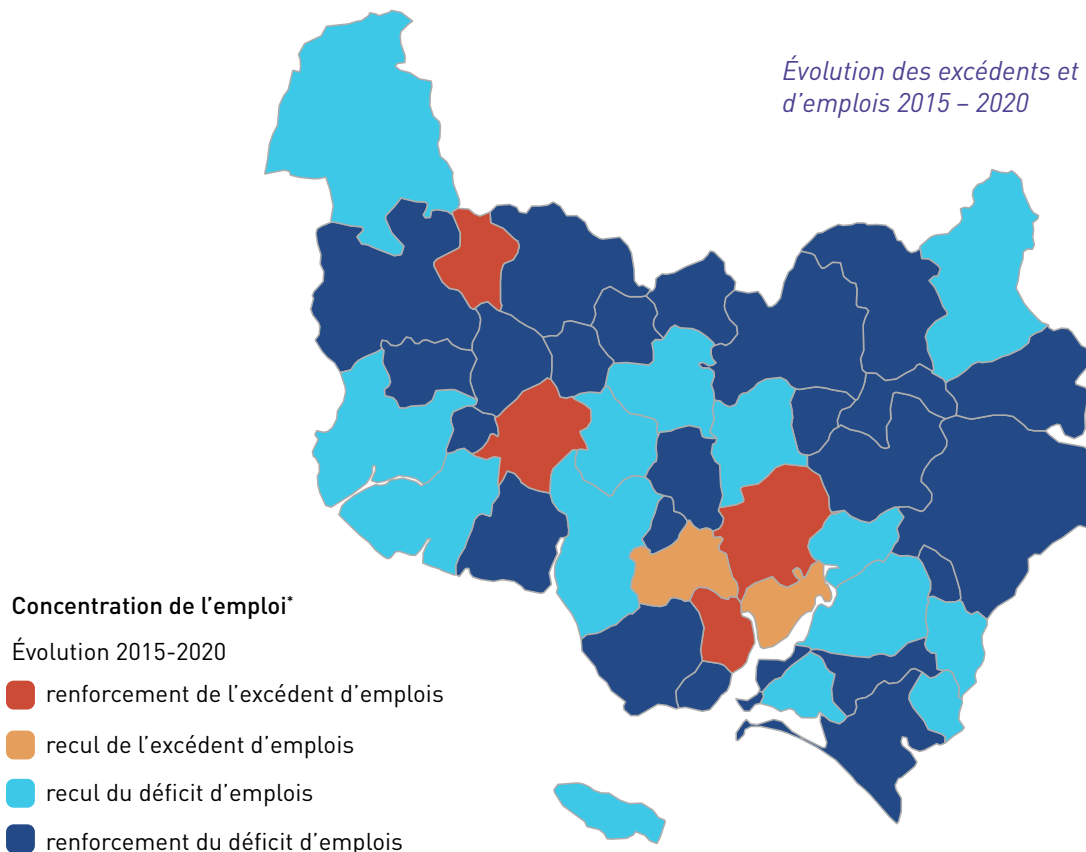 Évolution des excédents et
d'emplois 2015 – 2020
Concentration de l'emploi*
Évolution 2015-2020
renforcement de l'excédent d'emplois
recul de l'excédent d'emplois
recul du déficit d'emplois
renforcement du déficit d'emplois